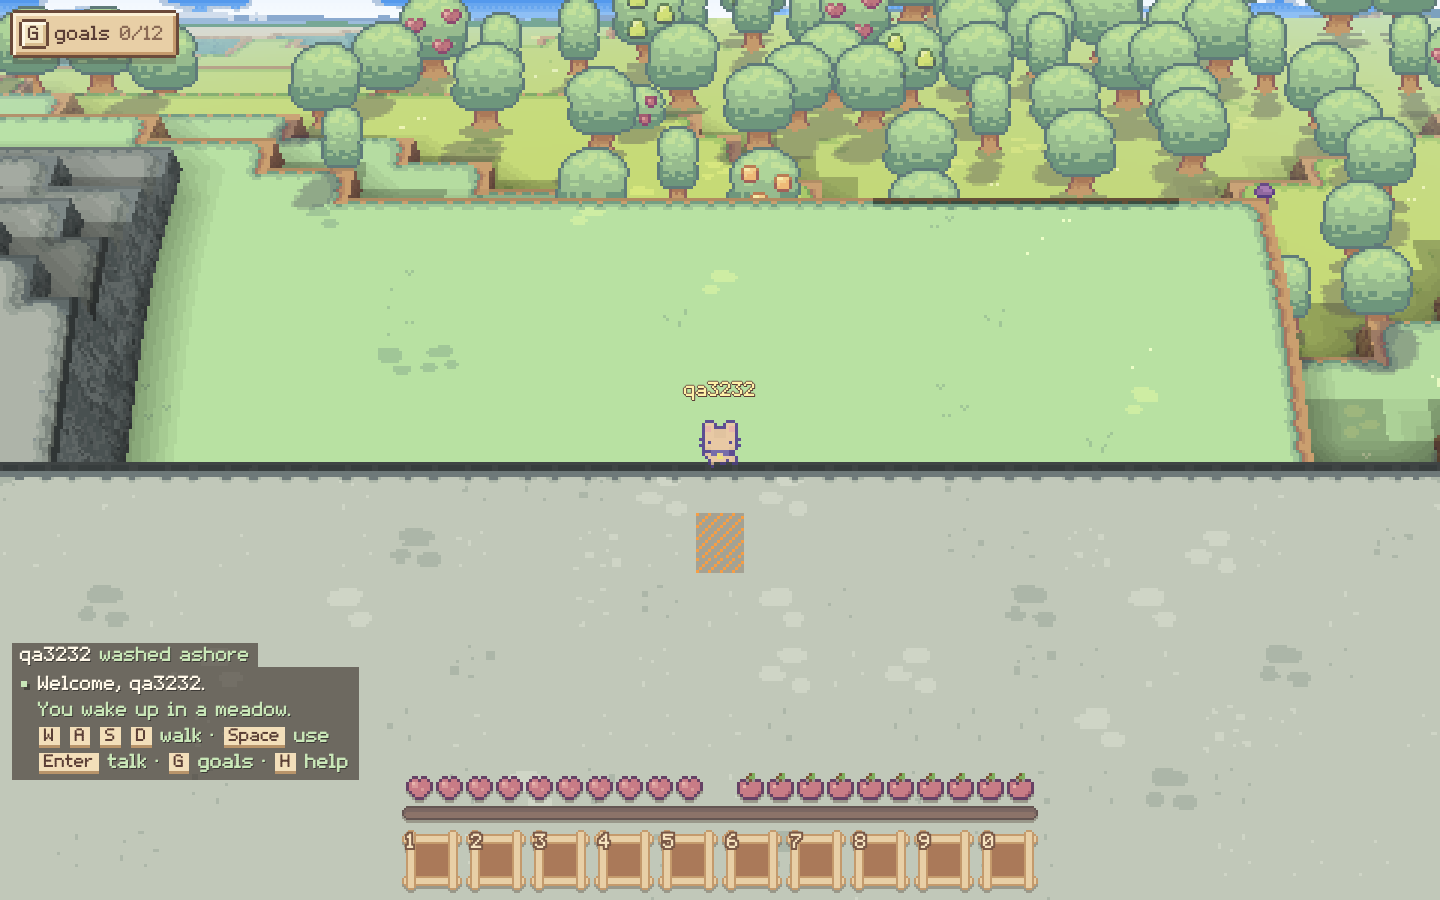 G goals 0/12
qa3232
qa3232 washed ashore
Welcome, qa3232.
You wake up in a meadow.
W A S D walk · Space use
Enter talk · G goals · H help
1 2 3 4 5 6 7 8 9 0